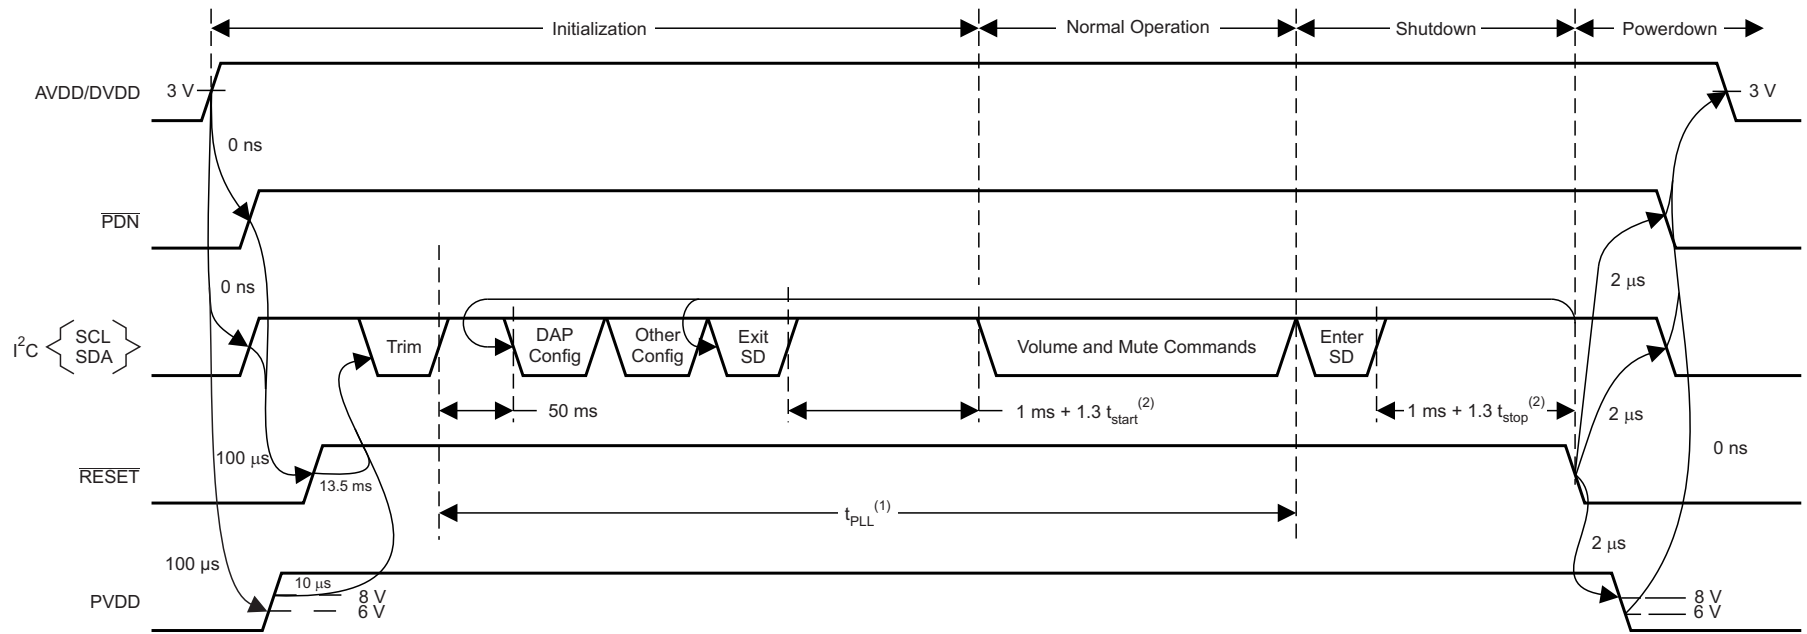 Initialization
Normal Operation
Shutdown
Powerdown
AVDD/DVDD
3 V
3 V
0 ns
PDN
0 ns
2 μs
I2C
SCL
SDA
Trim
DAP
Config
Other
Config
Exit
SD
Volume and Mute Commands
Enter
SD
50 ms
1 ms + 1.3 tstart(2)
1 ms + 1.3 tstop(2)
2 μs
100 μs
RESET
13.5 ms
0 ns
tPLL(1)
2 μs
100 μs
10 μs
PVDD
8 V
6 V
8 V
6 V